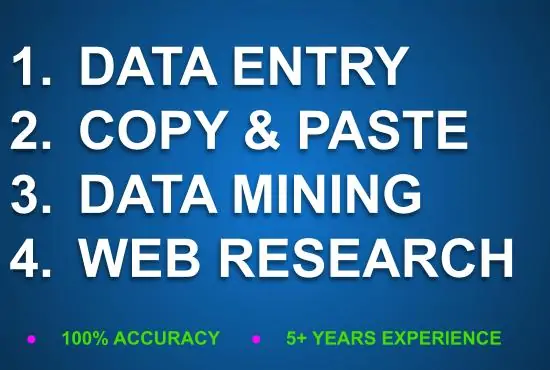 1. DATA ENTRY
2. COPY & PASTE
3. DATA MINING
4. WEB RESEARCH
• 100% ACCURACY • 5+ YEARS EXPERIENCE